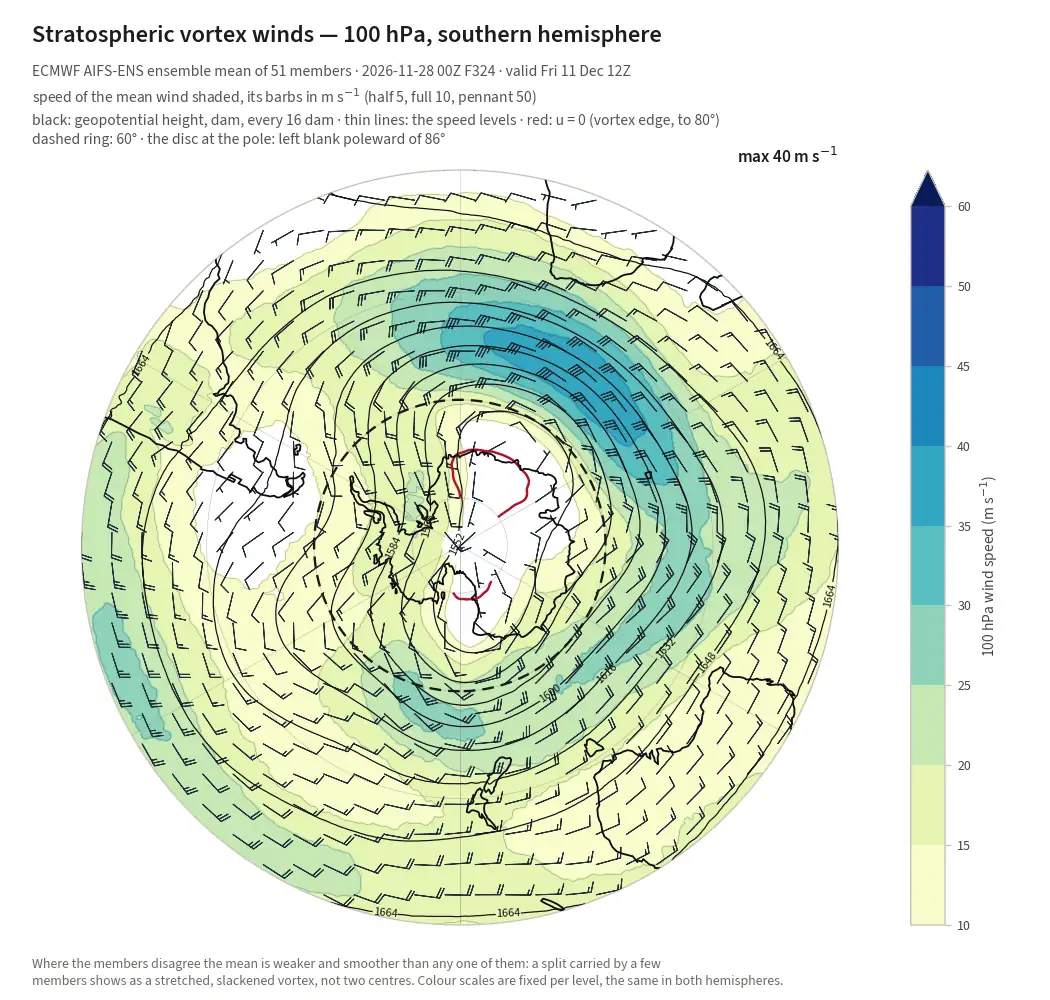 Stratospheric vortex winds — 100 hPa, southern hemisphere
ECMWF AIFS-ENS ensemble mean of 51 members · 2026-11-28 00Z F324 · valid Fri 11 Dec 12Z
speed of the mean wind shaded, its barbs in m s⁻¹ (half 5, full 10, pennant 50)
black: geopotential height, dam, every 16 dam · thin lines: the speed levels · red: u = 0 (vortex edge, to 80°)
dashed ring: 60° · the disc at the pole: left blank poleward of 86°
max 40 m s⁻¹
60
50
45
40
35
30
25
20
15
10
100 hPa wind speed (m s⁻¹)
1664
1664
1584
1552
1664
1632
1648
1616
1600
1664
1664
Where the members disagree the mean is weaker and smoother than any one of them: a split carried by a few
members shows as a stretched, slackened vortex, not two centres. Colour scales are fixed per level, the same in both hemispheres.